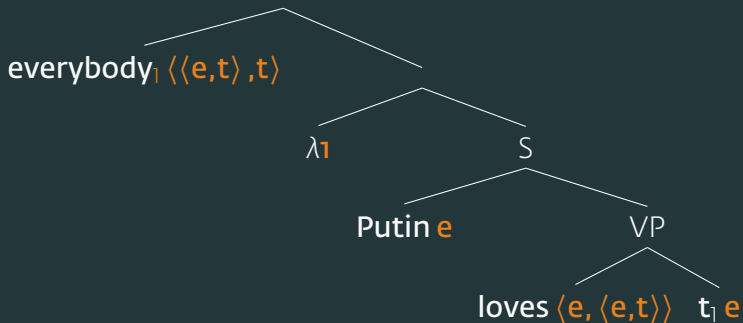 everybody₁ ⟨⟨e,t⟩,t⟩
λ1 S
Putin e VP
loves ⟨e, ⟨e,t⟩⟩ t₁ e